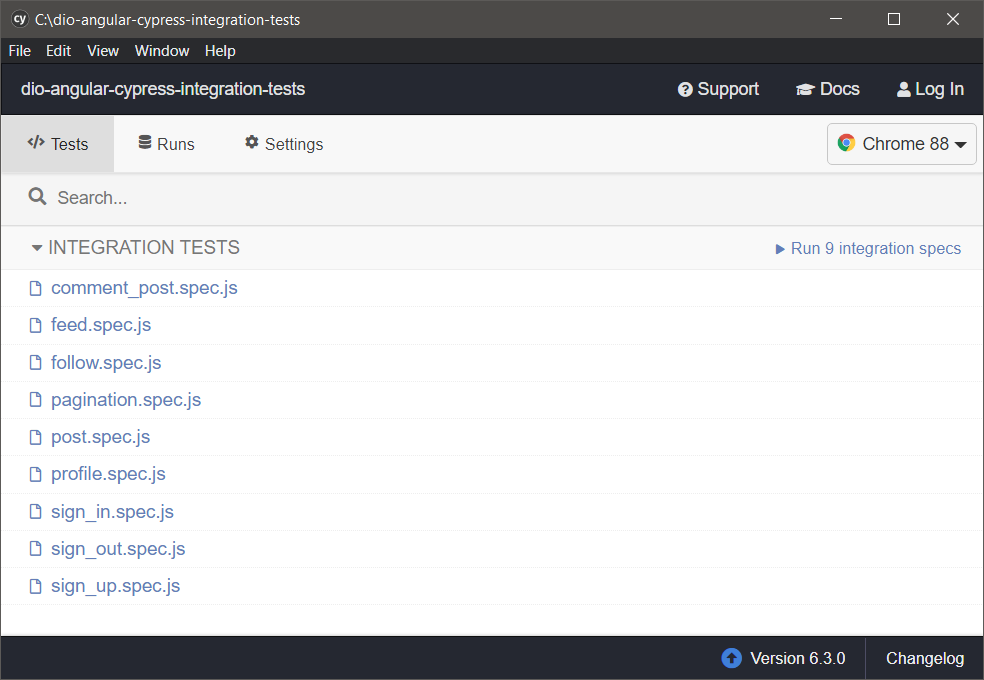 cy C:\dio-angular-cypress-integration-tests
File Edit View Window Help
dio-angular-cypress-integration-tests Support Docs Log In
Tests Runs Settings Chrome 88
Search...
INTEGRATION TESTS Run 9 integration specs
comment_post.spec.js
feed.spec.js
follow.spec.js
pagination.spec.js
post.spec.js
profile.spec.js
sign_in.spec.js
sign_out.spec.js
sign_up.spec.js
Version 6.3.0 Changelog